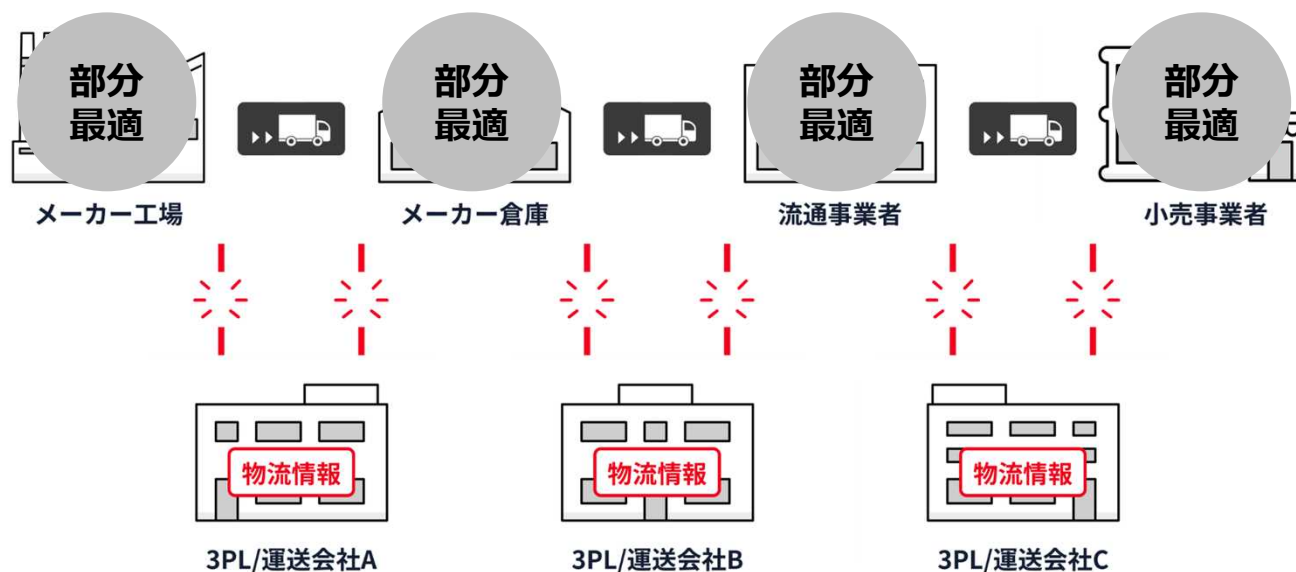 部分
最適
部分
最適
部分
最適
部分
最適
メーカー工場
メーカー倉庫
流通事業者
小売事業者
物流情報
物流情報
物流情報
3PL/運送会社A
3PL/運送会社B
3PL/運送会社C